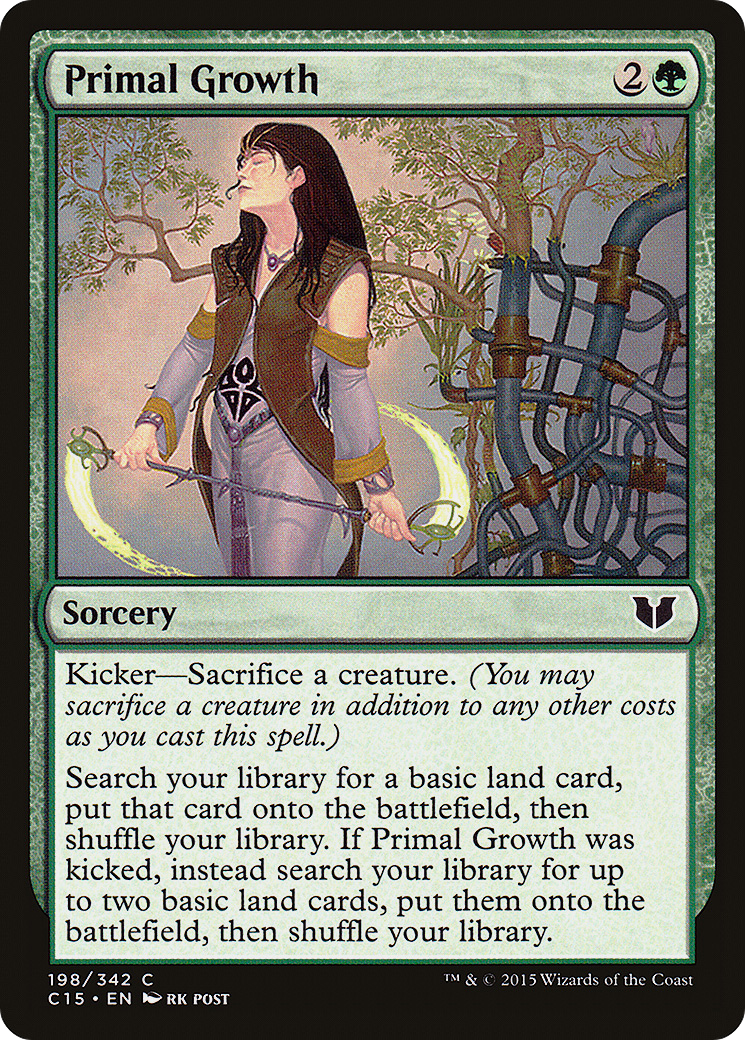 Primal Growth 2
Sorcery
Kicker—Sacrifice a creature. (You may
sacrifice a creature in addition to any other costs
as you cast this spell.)
Search your library for a basic land card,
put that card onto the battlefield, then
shuffle your library. If Primal Growth was
kicked, instead search your library for up
to two basic land cards, put them onto the
battlefield, then shuffle your library.
198/342 C
C15 • EN RK POST
™ & © 2015 Wizards of the Coast